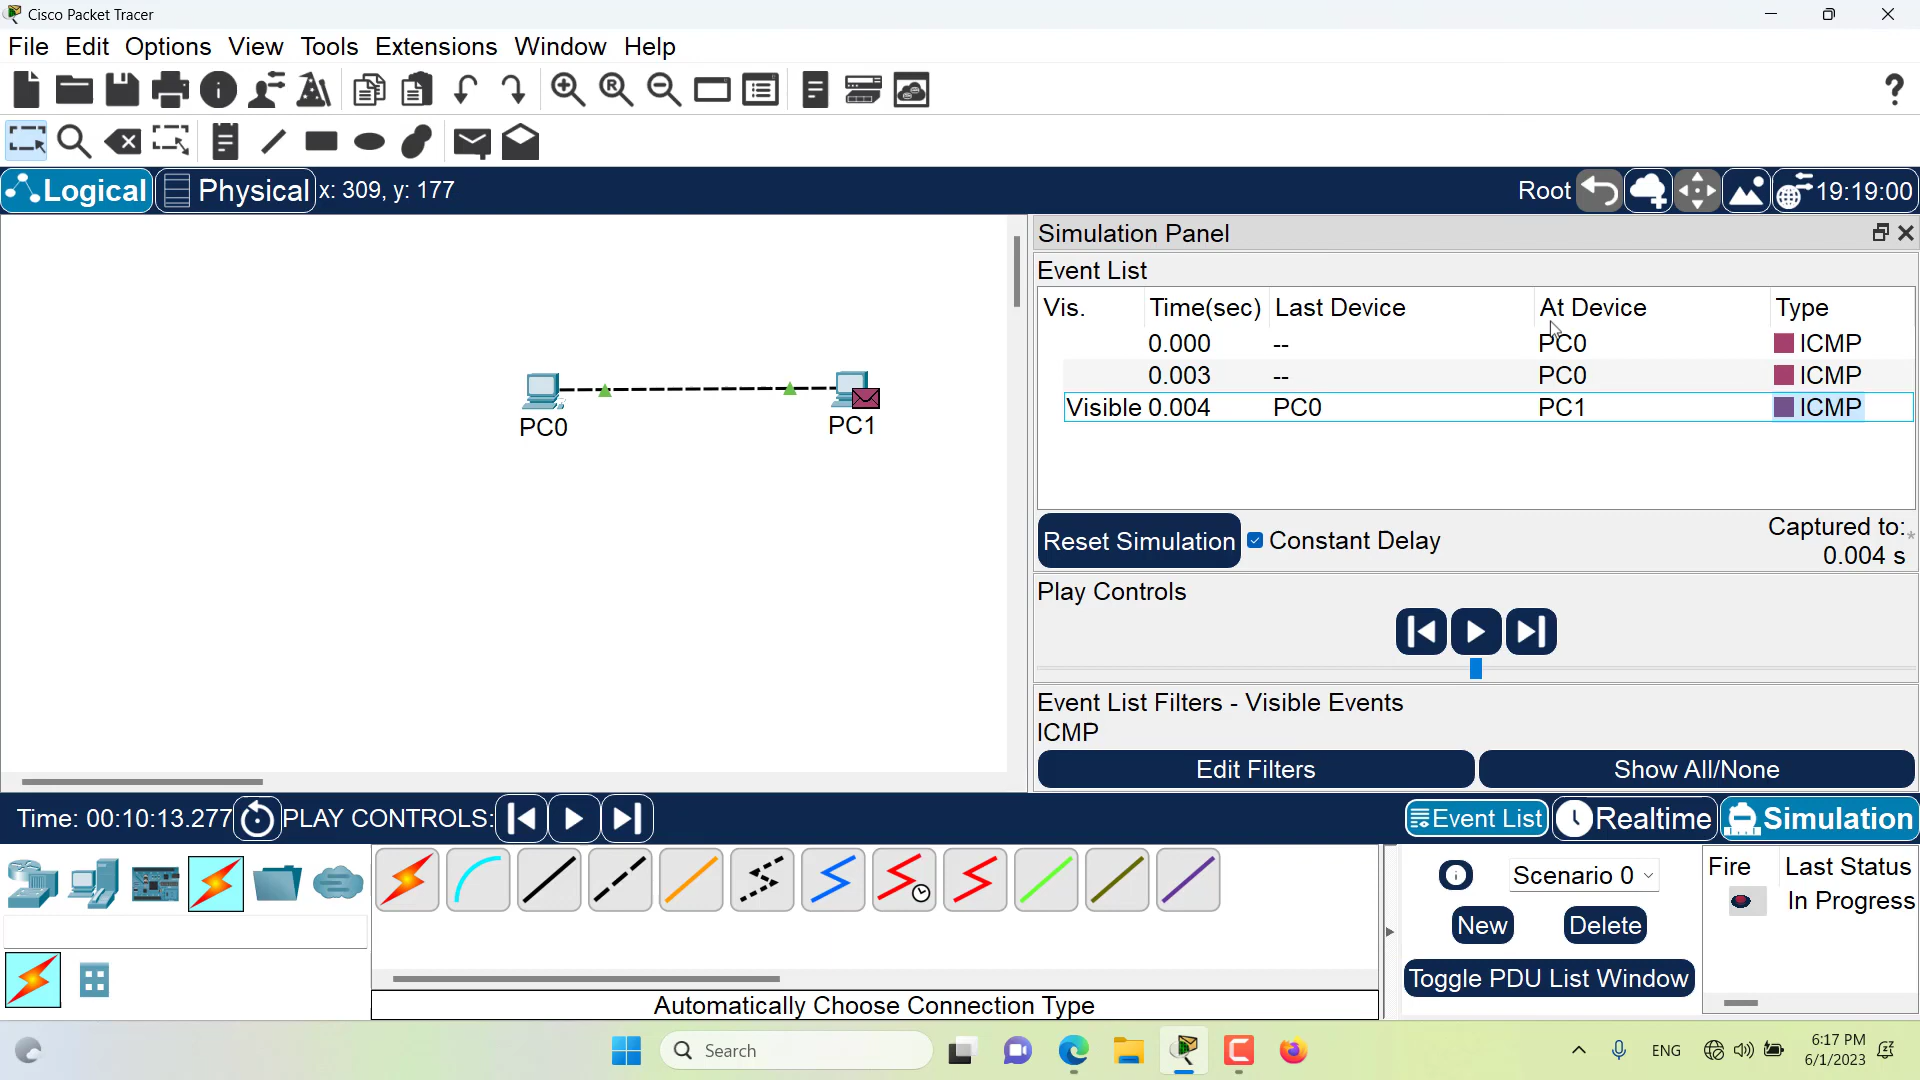 Cisco Packet Tracer
File Edit Options View Tools Extensions Window Help
Logical Physical x: 309, y: 177 Root 19:19:00
Simulation Panel
Event List
Vis. Time(sec) Last Device At Device Type
0.000 -- PC0 ICMP
0.003 -- PC0 ICMP
Visible 0.004 PC0 PC1 ICMP
PC0 PC1
Reset Simulation Constant Delay Captured to: *
0.004 s
Play Controls
Event List Filters - Visible Events
ICMP
Edit Filters Show All/None
Time: 00:10:13.277 PLAY CONTROLS: Event List Realtime Simulation
Scenario 0 Fire Last Status
In Progress
New Delete
Toggle PDU List Window
Automatically Choose Connection Type
Search ENG 6:17 PM
6/1/2023